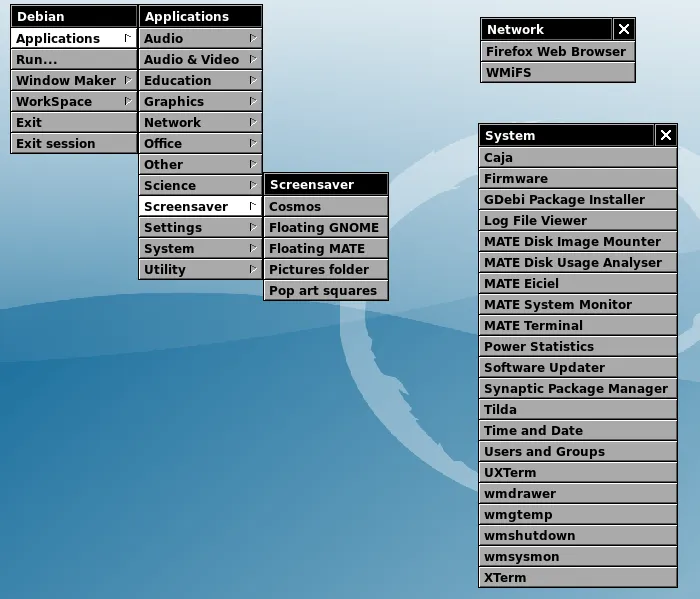 Debian
Applications
Run...
Window Maker
WorkSpace
Exit
Exit session
Applications
Audio
Audio & Video
Education
Graphics
Network
Office
Other
Science
Screensaver
Settings
System
Utility
Screensaver
Cosmos
Floating GNOME
Floating MATE
Pictures folder
Pop art squares
Network
Firefox Web Browser
WMiFS
System
Caja
Firmware
GDebi Package Installer
Log File Viewer
MATE Disk Image Mounter
MATE Disk Usage Analyser
MATE Eiciel
MATE System Monitor
MATE Terminal
Power Statistics
Software Updater
Synaptic Package Manager
Tilda
Time and Date
Users and Groups
UXTerm
wmdrawer
wmgtemp
wmshutdown
wmsysmon
XTerm